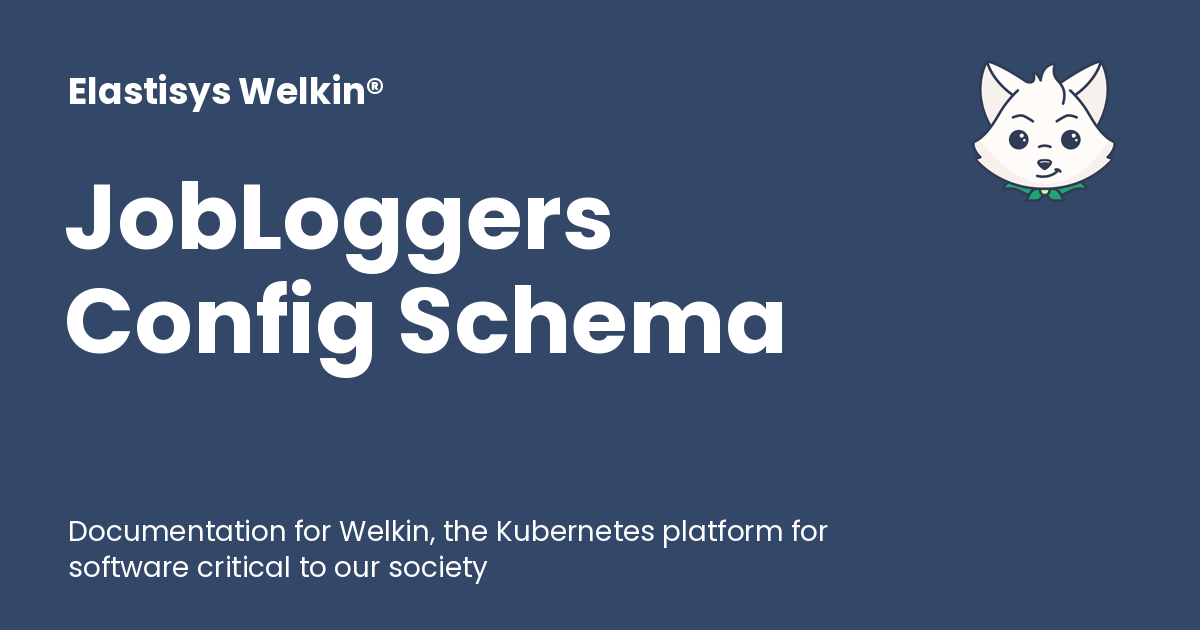 Elastisys Welkin®
JobLoggers
Config Schema
Documentation for Welkin, the Kubernetes platform for
software critical to our society